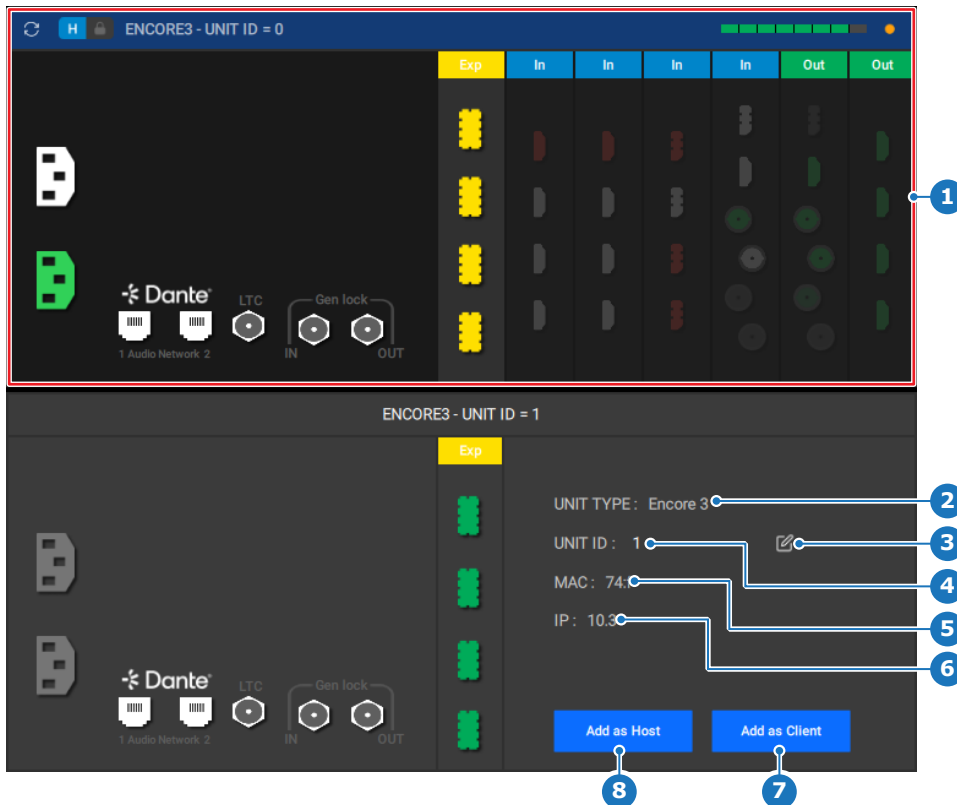 H ENCORE3 - UNIT ID = 0
Exp In In In In Out Out
1
Dante
LTC Gen lock
1 Audio Network 2 IN OUT
ENCORE3 - UNIT ID = 1
Exp
UNIT TYPE : Encore 3 2
UNIT ID : 1 3
4
MAC : 74: 5
IP : 10.3 6
Dante
LTC Gen lock
1 Audio Network 2 IN OUT
Add as Host Add as Client
8 7